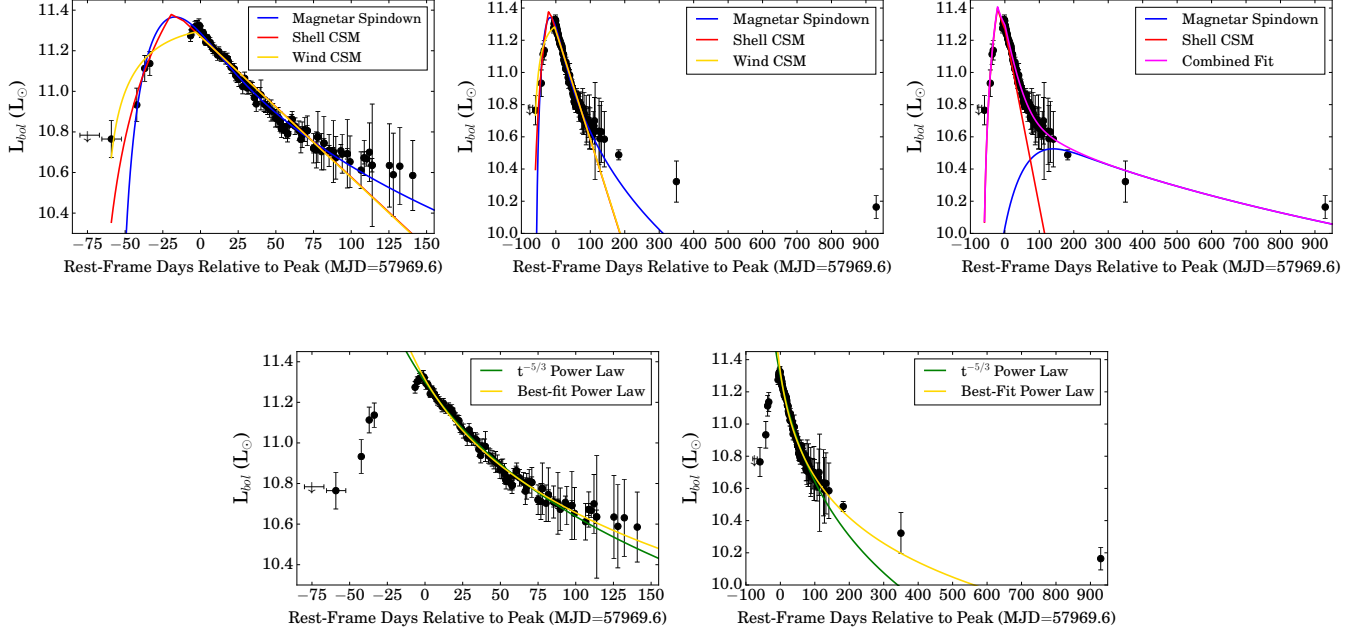 11.4
11.2
11.0
10.8
10.6
10.4
L_bol (L_⊙)
−75 −50 −25 0 25 50 75 100 125 150
Rest-Frame Days Relative to Peak (MJD=57969.6)
Magnetar Spindown
Shell CSM
Wind CSM
11.4
11.2
11.0
10.8
10.6
10.4
10.2
10.0
L_bol (L_⊙)
−100 0 100 200 300 400 500 600 700 800 900
Rest-Frame Days Relative to Peak (MJD=57969.6)
Magnetar Spindown
Shell CSM
Wind CSM
11.4
11.2
11.0
10.8
10.6
10.4
10.2
10.0
L_bol (L_⊙)
−100 0 100 200 300 400 500 600 700 800 900
Rest-Frame Days Relative to Peak (MJD=57969.6)
Magnetar Spindown
Shell CSM
Combined Fit
11.4
11.2
11.0
10.8
10.6
10.4
L_bol (L_⊙)
−75 −50 −25 0 25 50 75 100 125 150
Rest-Frame Days Relative to Peak (MJD=57969.6)
t^−5/3 Power Law
Best-fit Power Law
11.4
11.2
11.0
10.8
10.6
10.4
10.2
10.0
L_bol (L_⊙)
−100 0 100 200 300 400 500 600 700 800 900
Rest-Frame Days Relative to Peak (MJD=57969.6)
t^−5/3 Power Law
Best-Fit Power Law